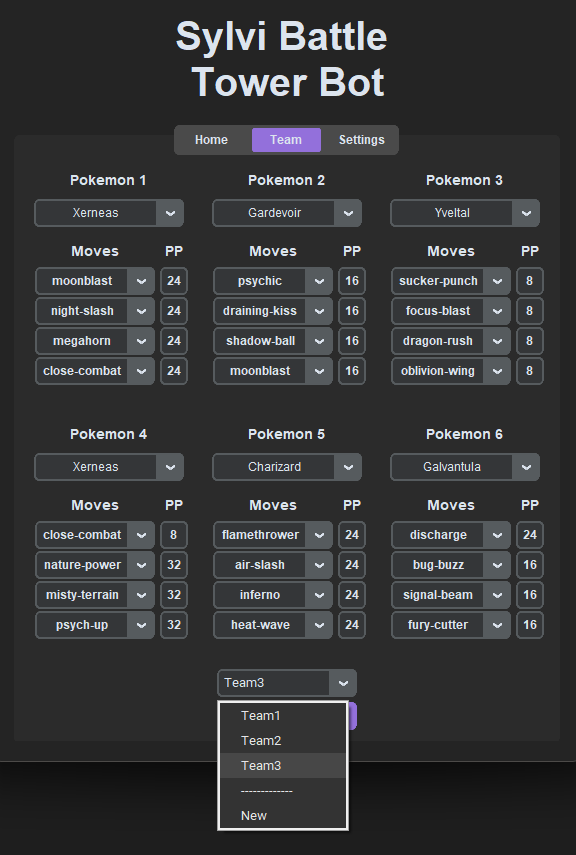 Sylvi Battle
Tower Bot
Home Team Settings
Pokemon 1 Pokemon 2 Pokemon 3
Xerneas Gardevoir Yveltal
Moves PP Moves PP Moves PP
moonblast 24 psychic 16 sucker-punch 8
night-slash 24 draining-kiss 16 focus-blast 8
megahorn 24 shadow-ball 16 dragon-rush 8
close-combat 24 moonblast 16 oblivion-wing 8
Pokemon 4 Pokemon 5 Pokemon 6
Xerneas Charizard Galvantula
Moves PP Moves PP Moves PP
close-combat 8 flamethrower 24 discharge 24
nature-power 32 air-slash 24 bug-buzz 16
misty-terrain 32 inferno 24 signal-beam 16
psych-up 32 heat-wave 24 fury-cutter 16
Team3
Team1
Team2
Team3
-------------
New